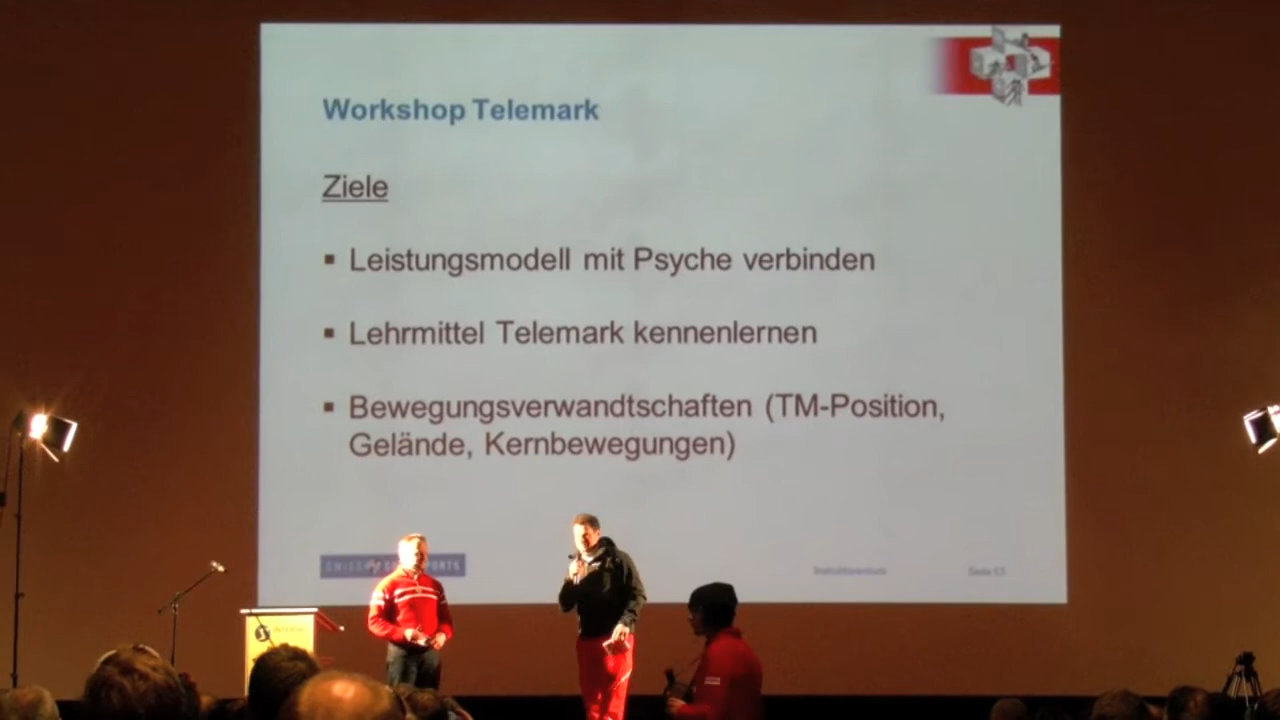 Workshop Telemark
Ziele
▪ Leistungsmodell mit Psyche verbinden
▪ Lehrmittel Telemark kennenlernen
▪ Bewegungsverwandtschaften (TM-Position,
Gelände, Kernbewegungen)